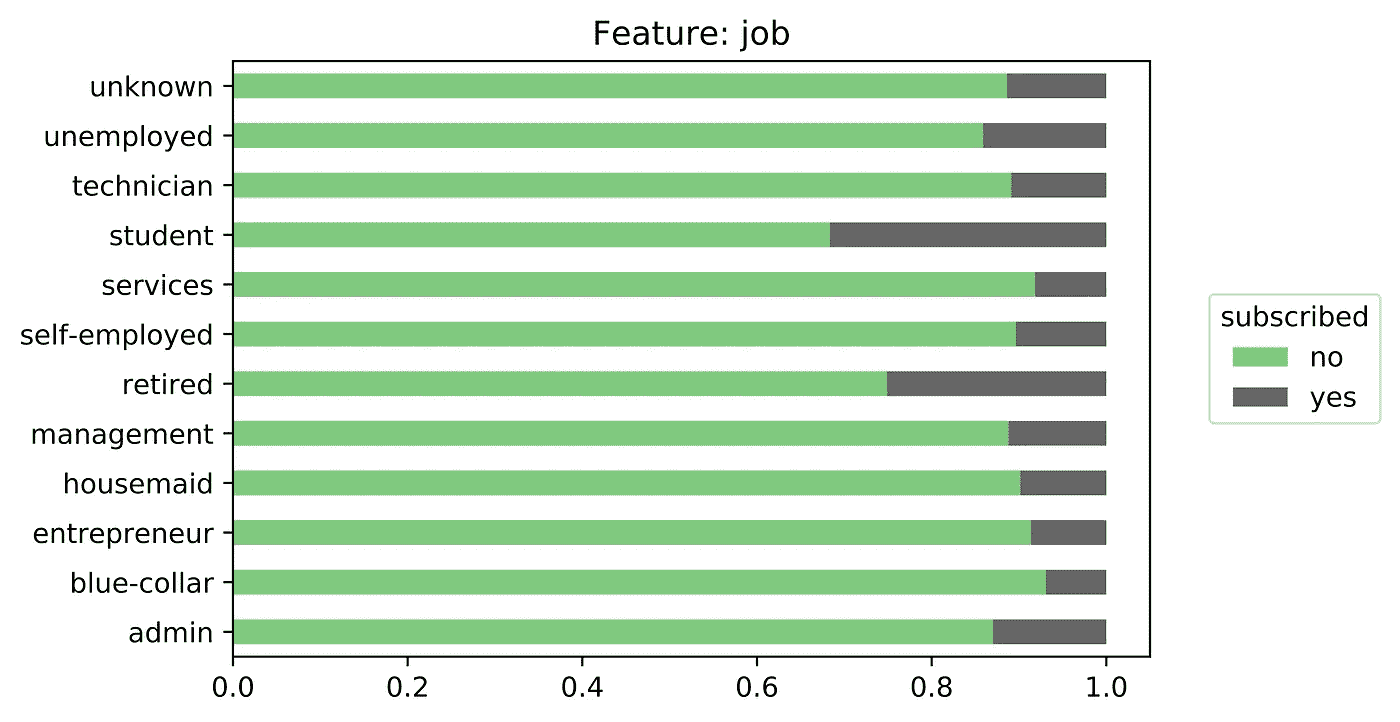 Feature: job
unknown
unemployed
technician
student
services
self-employed
retired
management
housemaid
entrepreneur
blue-collar
admin
0.0 0.2 0.4 0.6 0.8 1.0
subscribed
no
yes